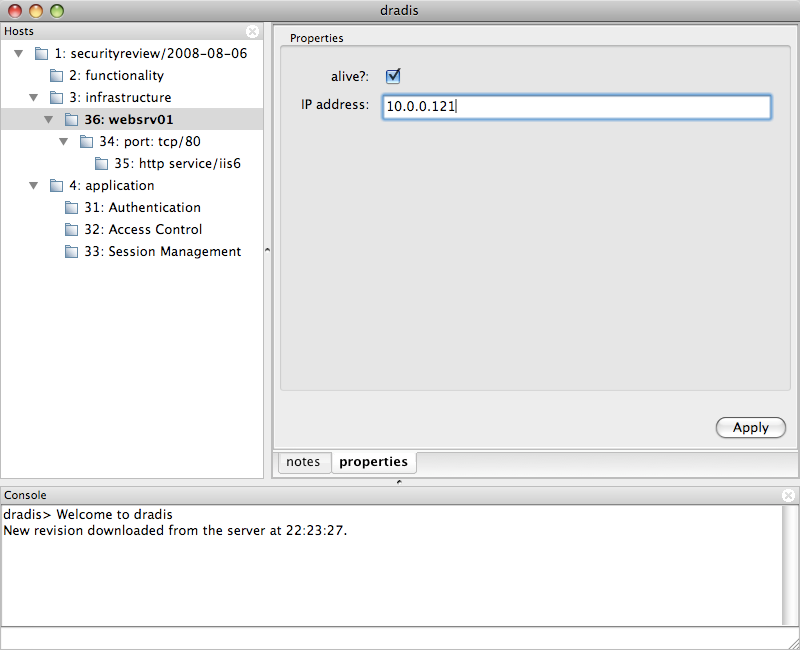 dradis
Hosts
1: securityreview/2008-08-06
2: functionality
3: infrastructure
36: websrv01
34: port: tcp/80
35: http service/iis6
4: application
31: Authentication
32: Access Control
33: Session Management
Properties
alive?:
IP address: 10.0.0.121
Apply
notes properties
Console
dradis> Welcome to dradis
New revision downloaded from the server at 22:23:27.